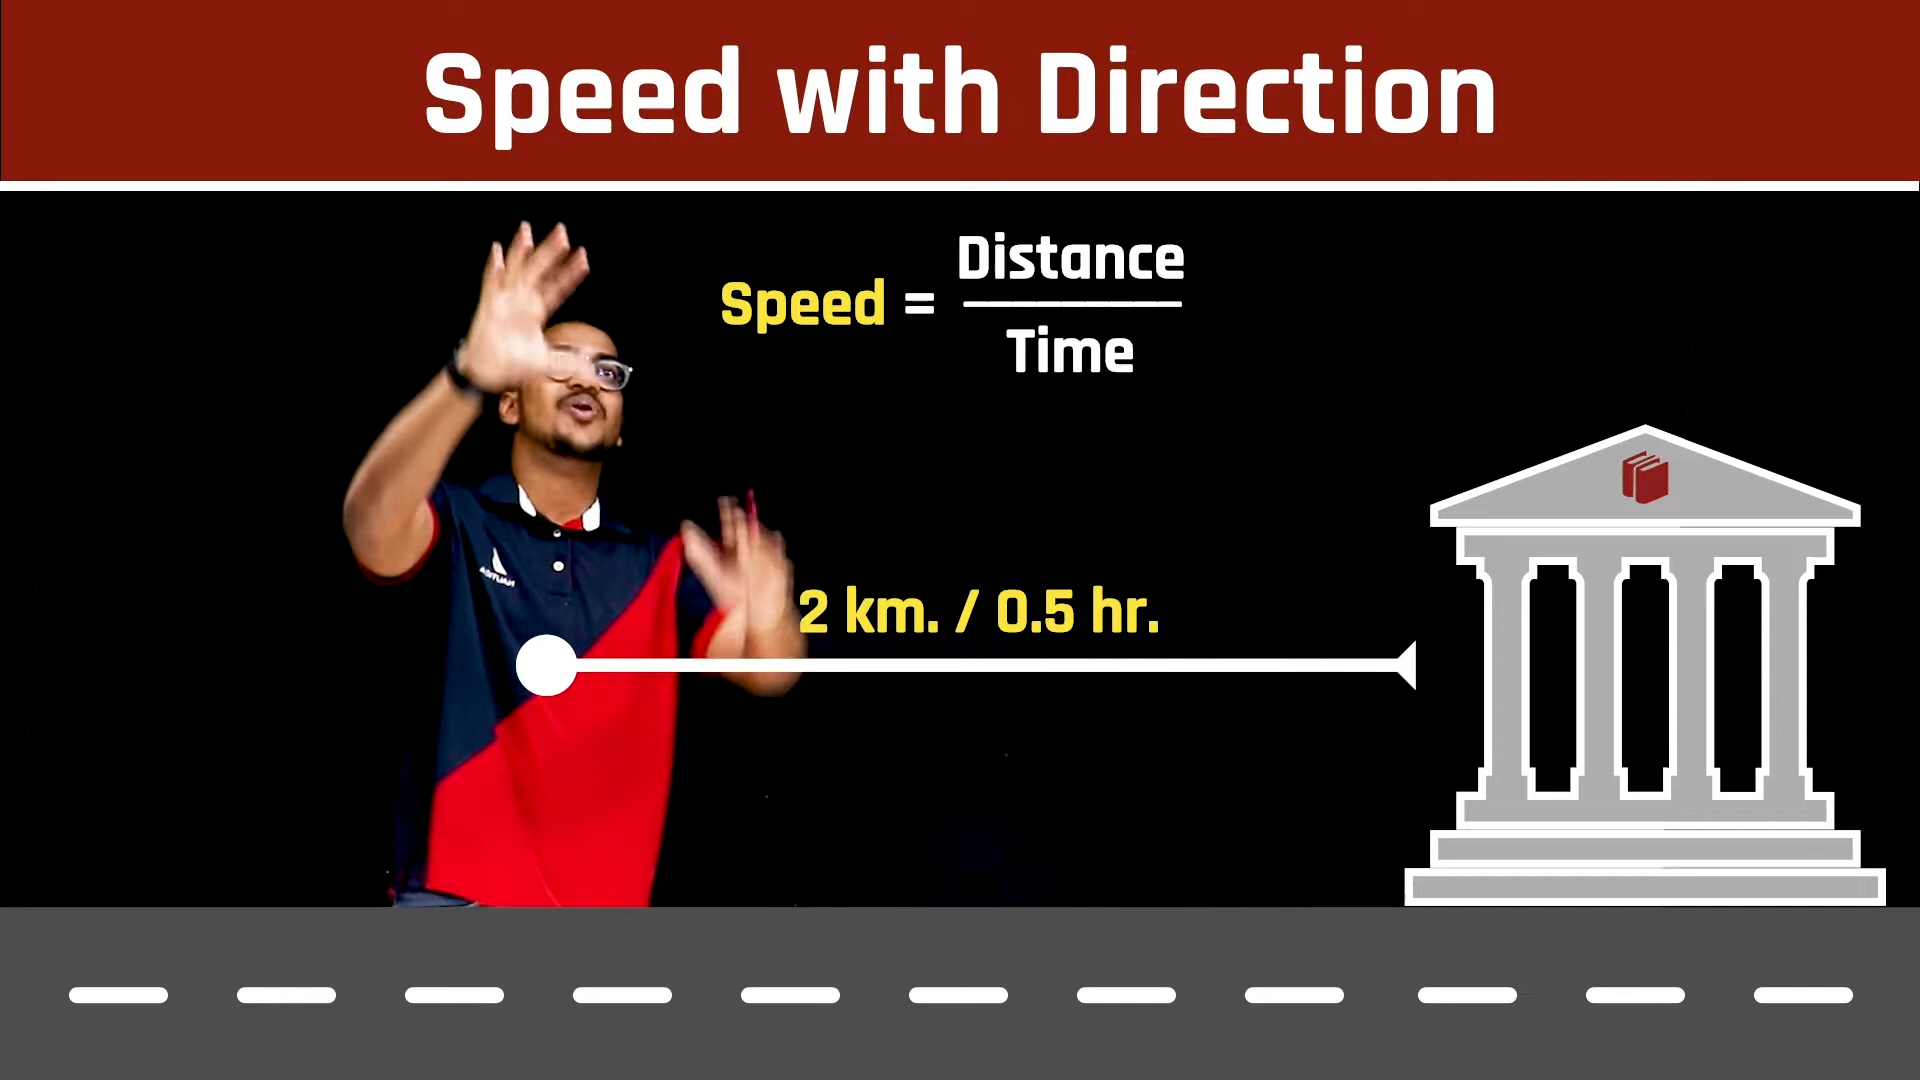 Speed with Direction
Speed = Distance
Time
2 km. / 0.5 hr.